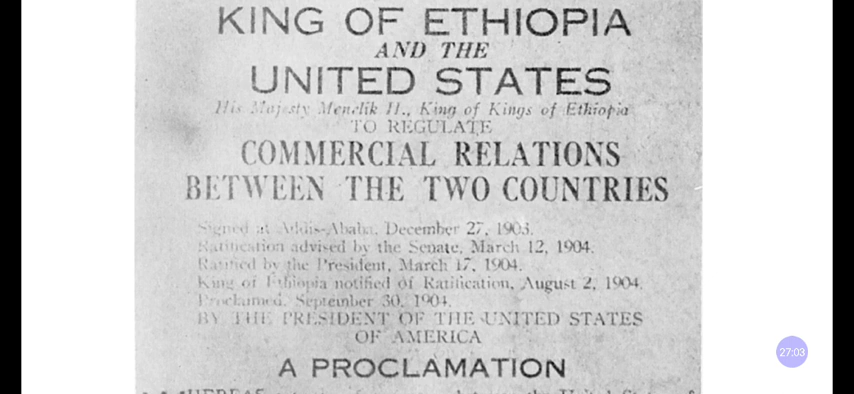 KING OF ETHIOPIA
AND THE
UNITED STATES
His Majesty Menelik II., King of Kings of Ethiopia
TO REGULATE
COMMERCIAL RELATIONS
BETWEEN THE TWO COUNTRIES
Signed at Addis-Ababa, December 27, 1903.
Ratification advised by the Senate, March 12, 1904.
Ratified by the President, March 17, 1904.
King of Ethiopia notified of Ratification, August 2, 1904.
Proclaimed, September 30, 1904.
BY THE PRESIDENT OF THE UNITED STATES
OF AMERICA
A PROCLAMATION
27:03